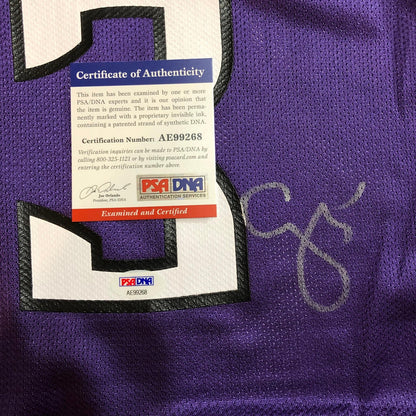 Certificate of Authenticity
This item has been examined by one or more
PSA/DNA experts and it is our opinion that
the item is genuine. The item has been perma-
nently marked with a proprietary invisible ink,
containing a patented strand of synthetic DNA.
Certification Number: AE99268
Verification inquiries can be made to PSA/DNA by
calling 800-325-1121 or by visiting psacard.com and
entering the certification number above.
Joe Orlando
President, PSA/DNA
PSA DNA
AUTHENTICATION SERVICES
Examined and Certified
3
PSA/DNA
AE99268